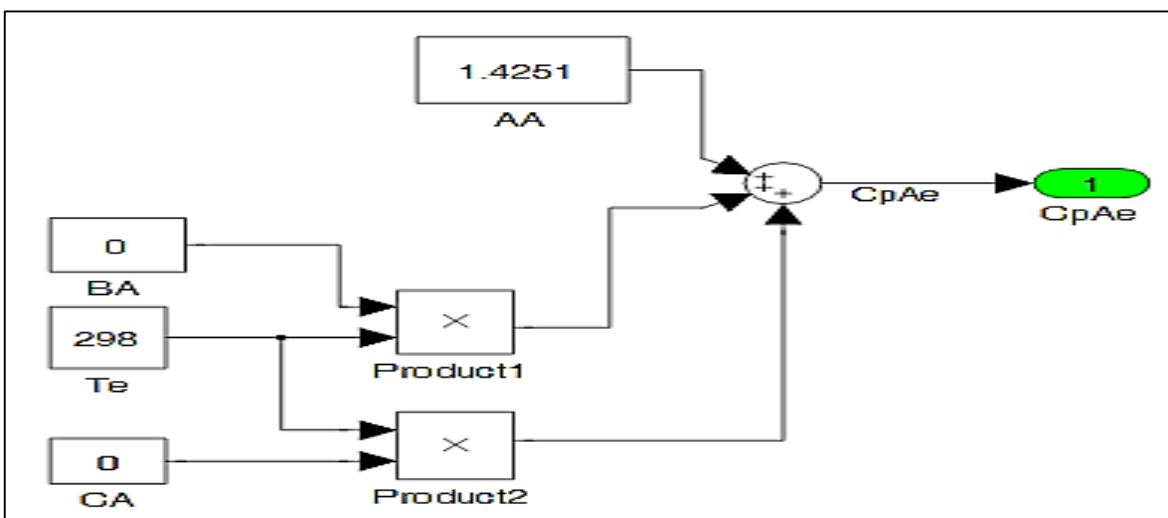 1.4251
AA
+
+
+
CpAe
1
CpAe
0
BA
298
Te
×
Product1
0
CA
×
Product2